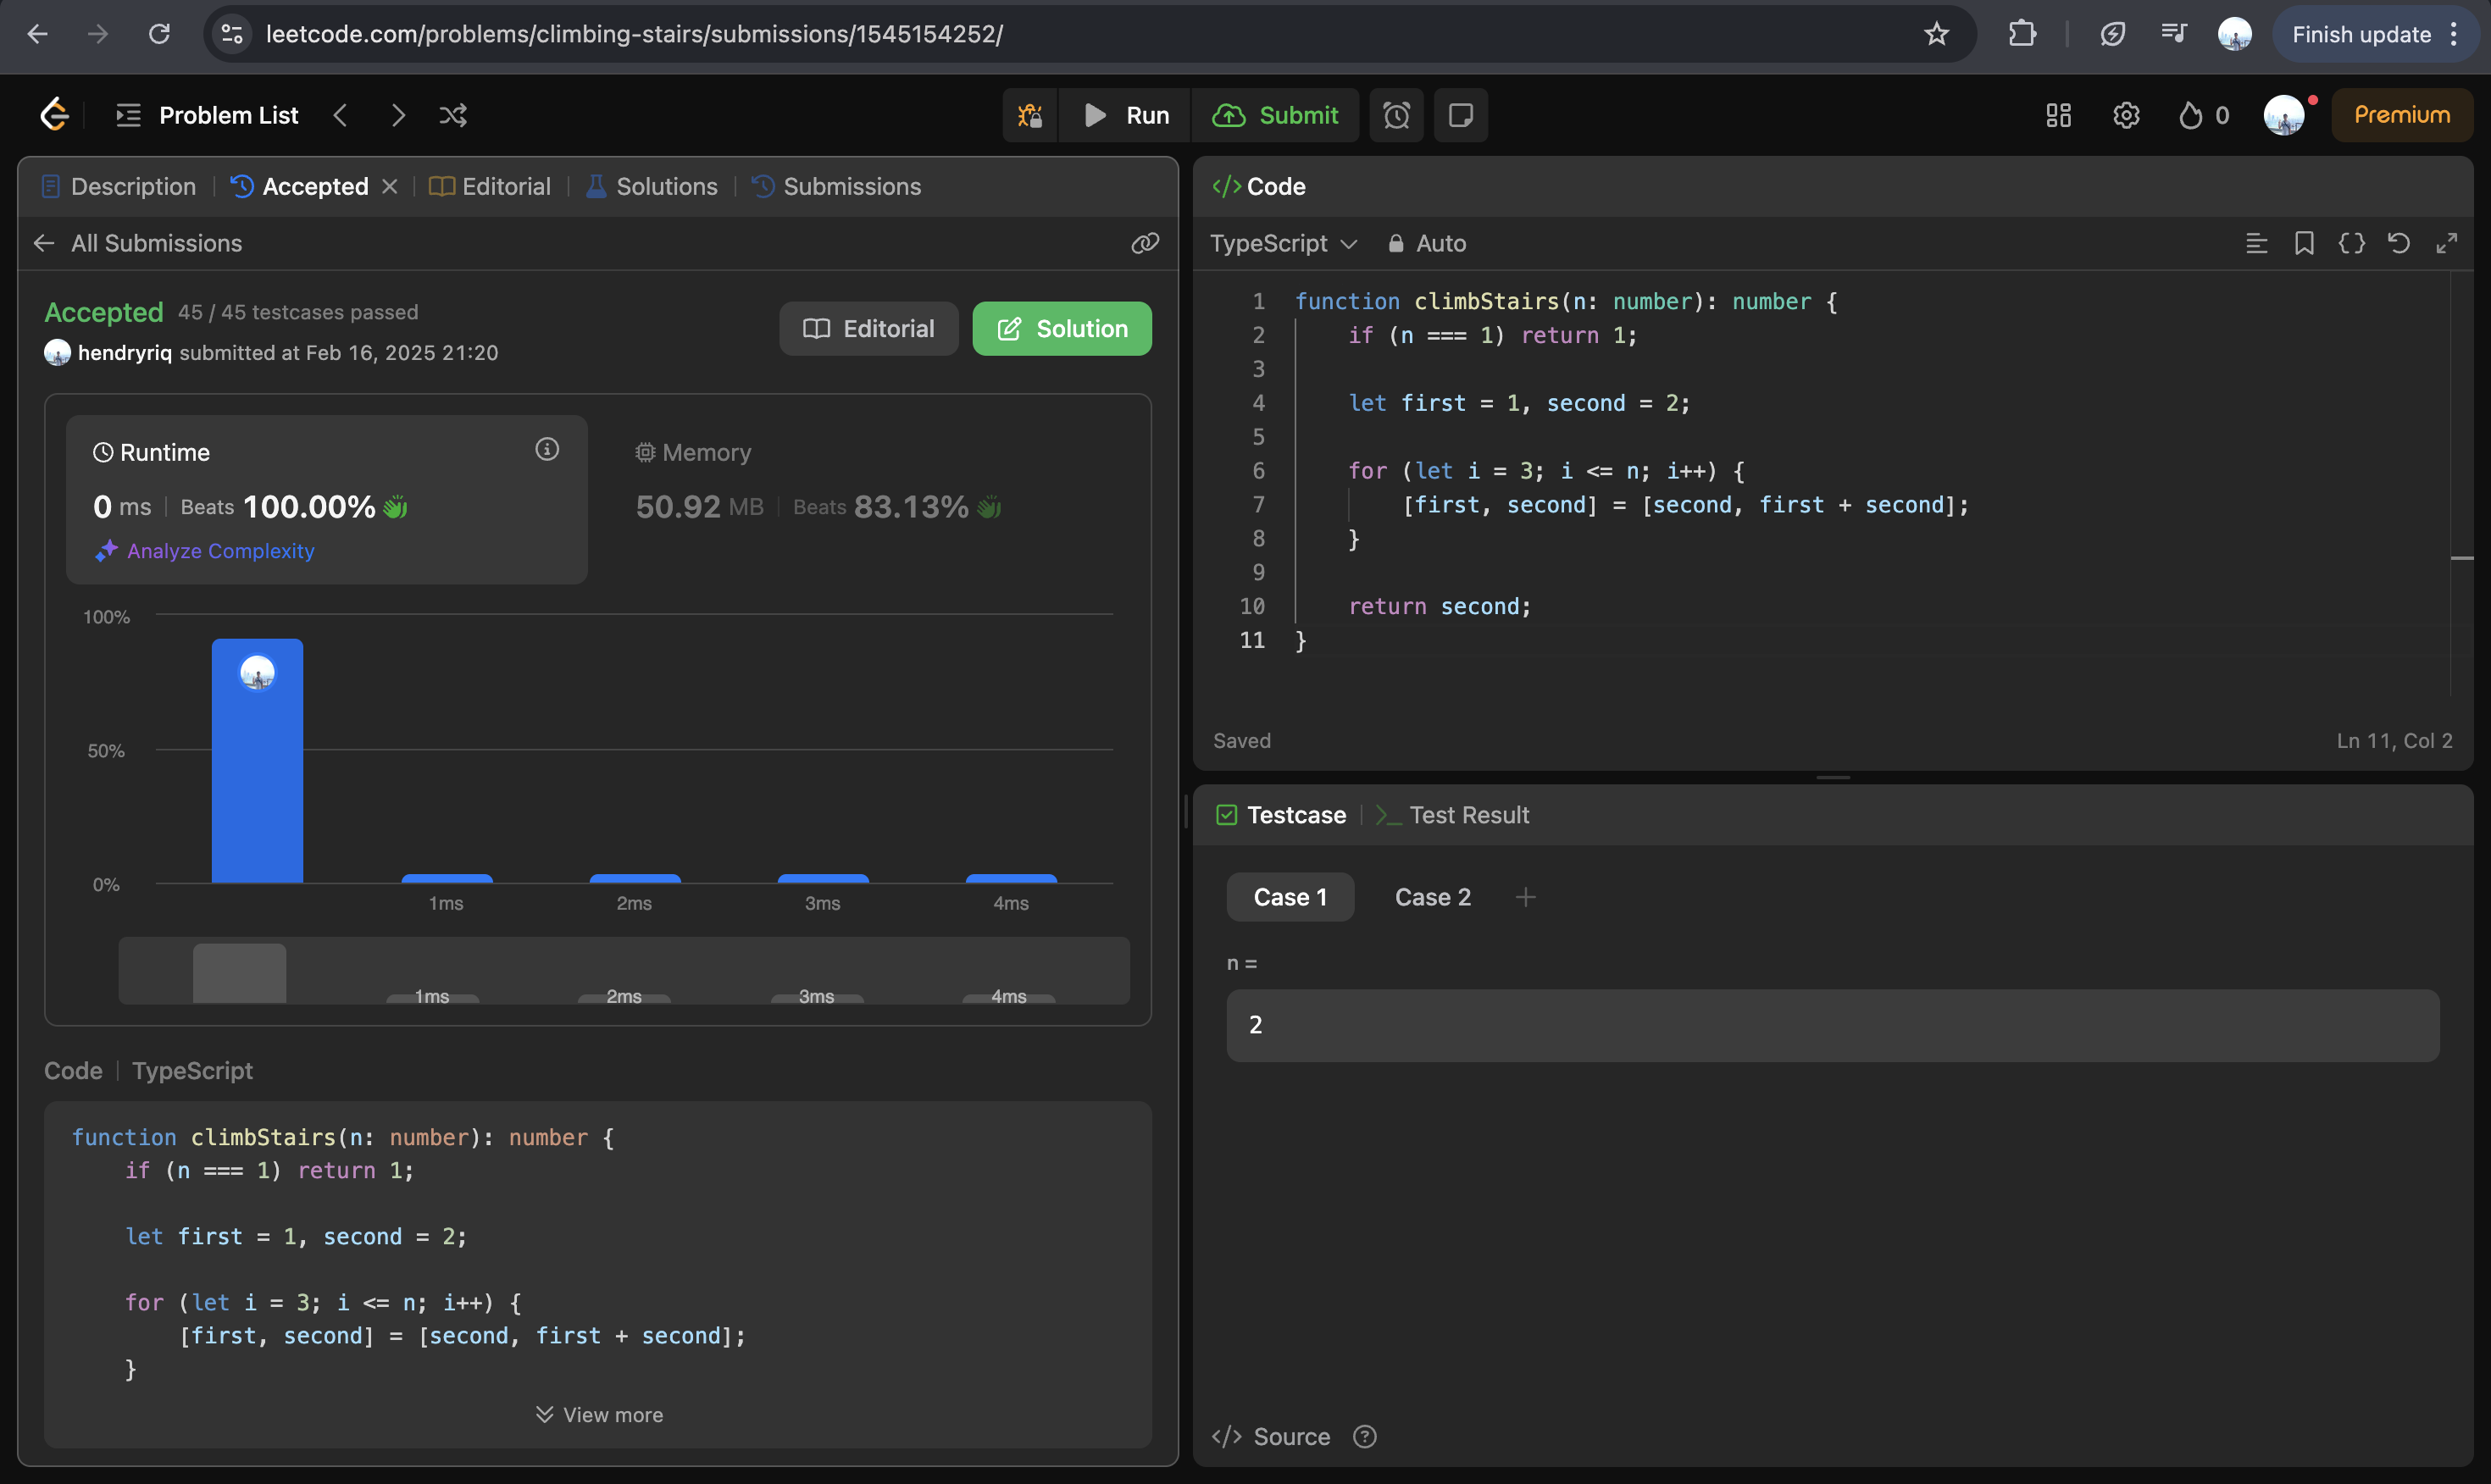 leetcode.com/problems/climbing-stairs/submissions/1545154252/
Finish update
Problem List
Run
Submit
0
Premium
Description
Accepted
Editorial
Solutions
Submissions
All Submissions
Accepted 45 / 45 testcases passed
hendryriq submitted at Feb 16, 2025 21:20
Editorial
Solution
Runtime
0 ms Beats 100.00%
Analyze Complexity
Memory
50.92 MB Beats 83.13%
100%
50%
0%
1ms 2ms 3ms 4ms
1ms 2ms 3ms 4ms
Code TypeScript
function climbStairs(n: number): number {
if (n === 1) return 1;
let first = 1, second = 2;
for (let i = 3; i <= n; i++) {
[first, second] = [second, first + second];
}
View more
</> Code
TypeScript Auto
1 function climbStairs(n: number): number {
2 if (n === 1) return 1;
3
4 let first = 1, second = 2;
5
6 for (let i = 3; i <= n; i++) {
7 [first, second] = [second, first + second];
8 }
9
10 return second;
11 }
Saved
Ln 11, Col 2
Testcase
>_ Test Result
Case 1 Case 2 +
n =
2
</> Source